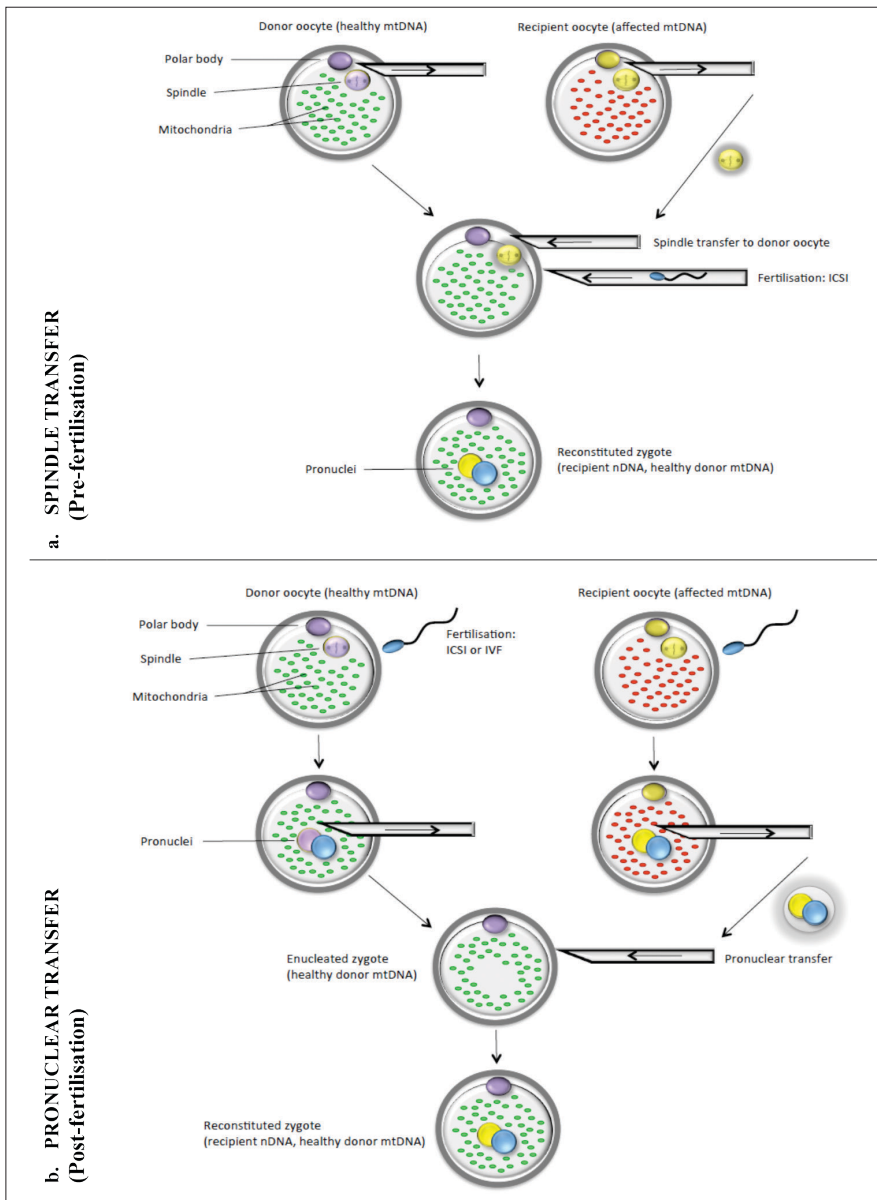 Donor oocyte (healthy mtDNA)
Recipient oocyte (affected mtDNA)
Polar body
Spindle
Mitochondria
Spindle transfer to donor oocyte
Fertilisation: ICSI
Pronuclei
Reconstituted zygote
(recipient nDNA, healthy donor mtDNA)
a. SPINDLE TRANSFER
(Pre-fertilisation)
Donor oocyte (healthy mtDNA)
Recipient oocyte (affected mtDNA)
Polar body
Fertilisation:
ICSI or IVF
Spindle
Mitochondria
Pronuclei
Enucleated zygote
(healthy donor mtDNA)
Pronuclear transfer
Reconstituted zygote
(recipient nDNA, healthy donor mtDNA)
b. PRONUCLEAR TRANSFER
(Post-fertilisation)